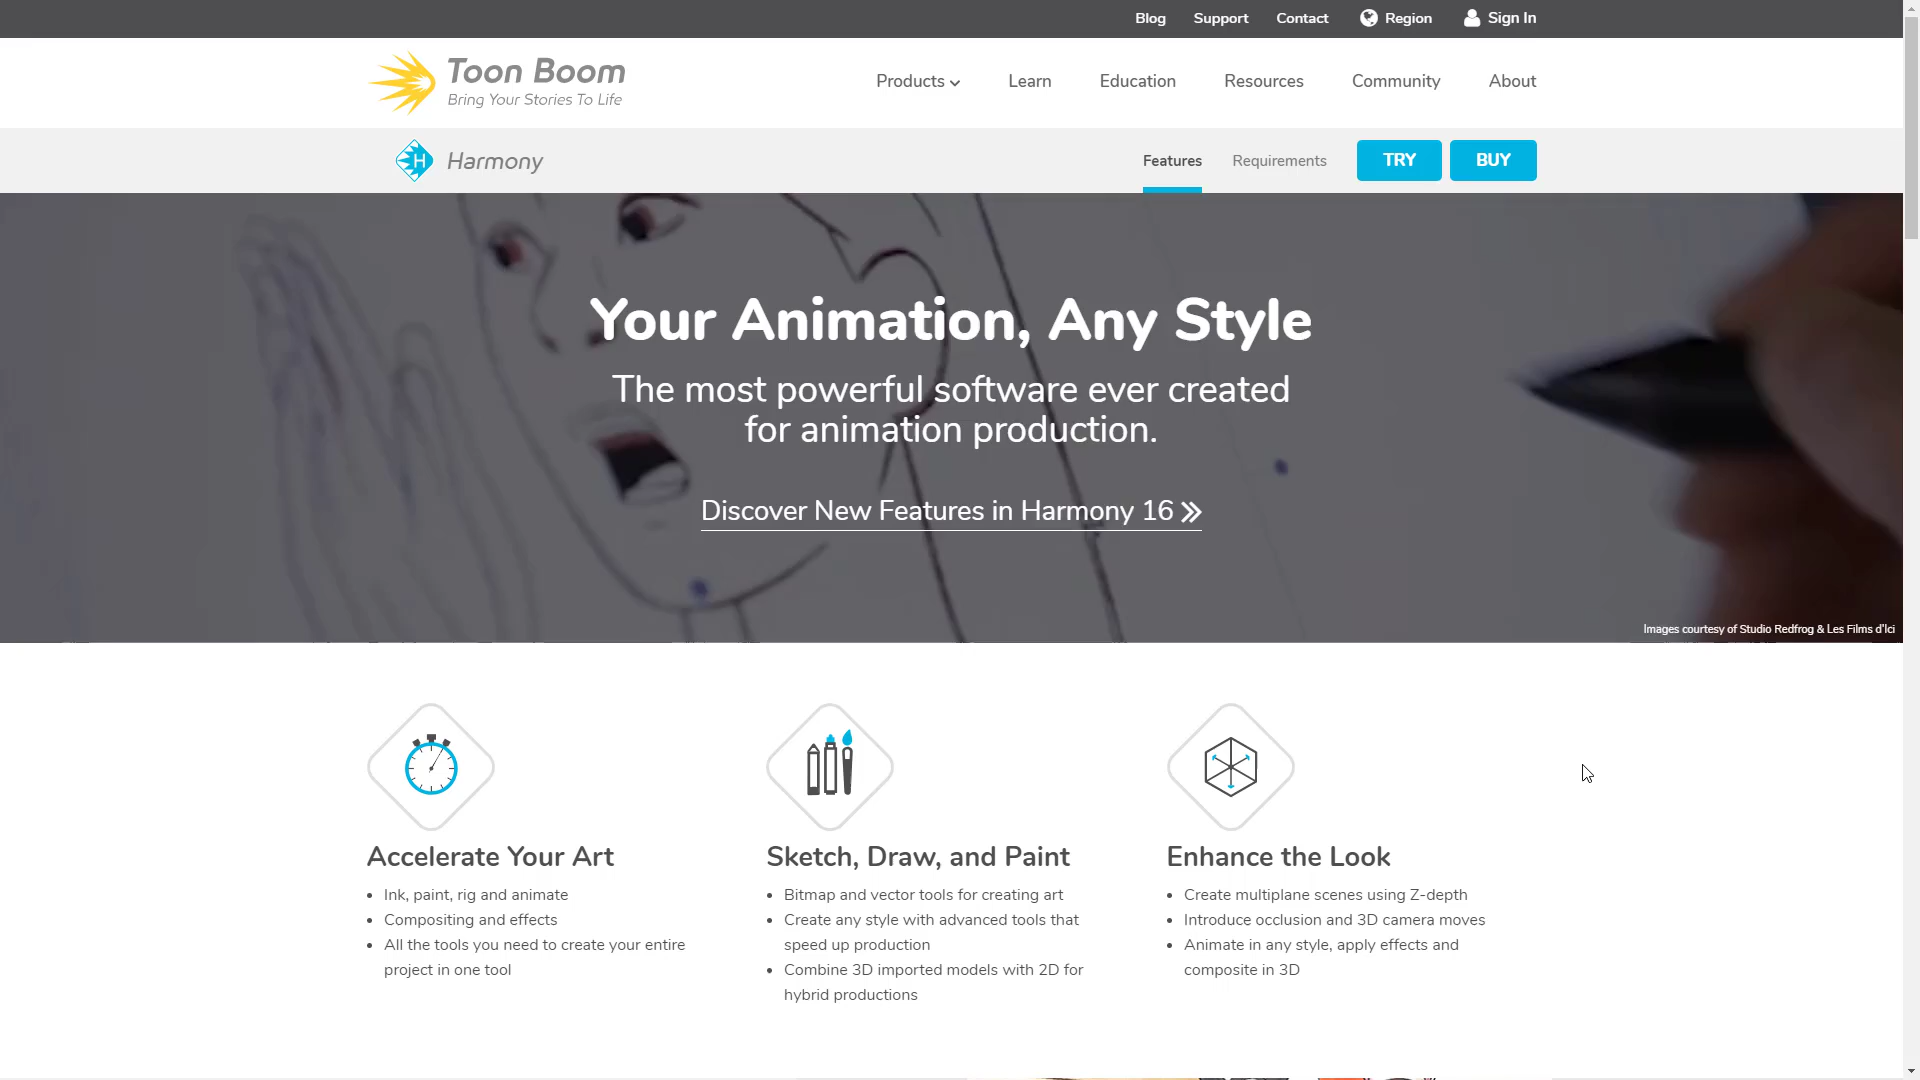 Blog Support Contact Region Sign In
Toon Boom
Bring Your Stories To Life
Products Learn Education Resources Community About
H Harmony Features Requirements TRY BUY
Your Animation, Any Style
The most powerful software ever created
for animation production.
Discover New Features in Harmony 16
Images courtesy of Studio Redfrog & Les Films d'Ici
Accelerate Your Art
• Ink, paint, rig and animate
• Compositing and effects
• All the tools you need to create your entire
project in one tool
Sketch, Draw, and Paint
• Bitmap and vector tools for creating art
• Create any style with advanced tools that
speed up production
• Combine 3D imported models with 2D for
hybrid productions
Enhance the Look
• Create multiplane scenes using Z-depth
• Introduce occlusion and 3D camera moves
• Animate in any style, apply effects and
composite in 3D